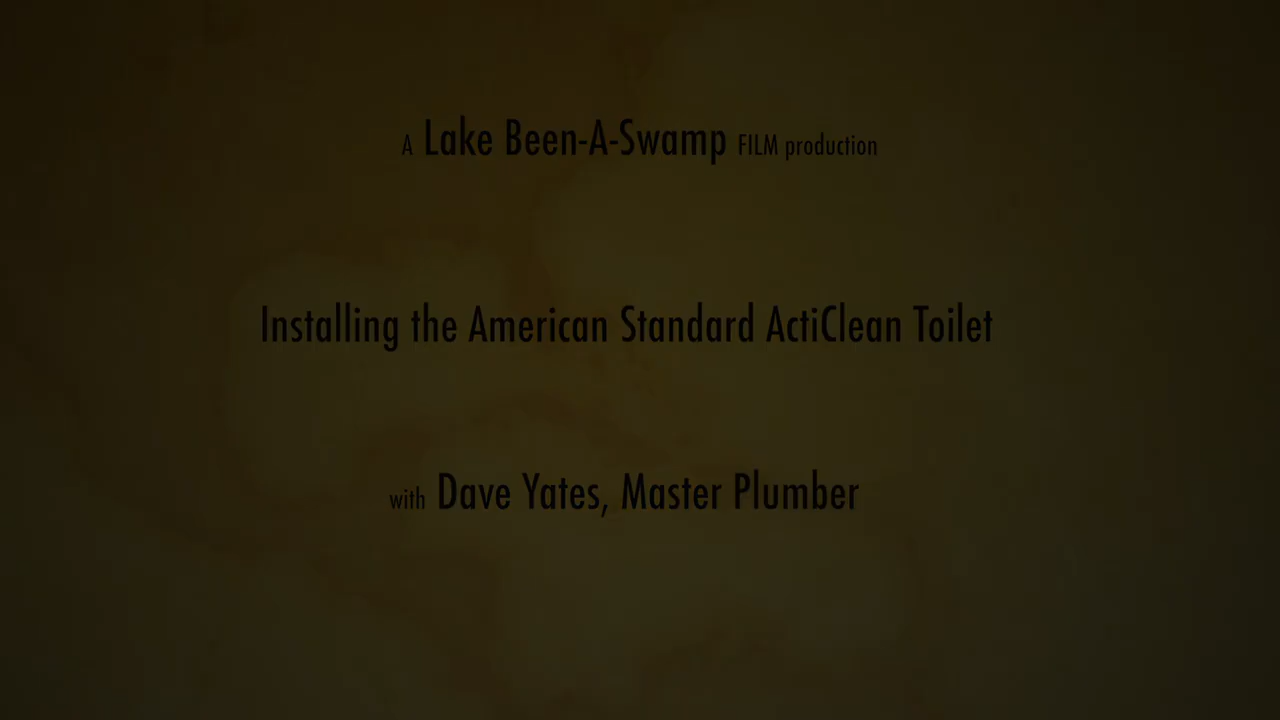 A Lake Been-A-Swamp FILM production
Installing the American Standard ActiClean Toilet
with Dave Yates, Master Plumber